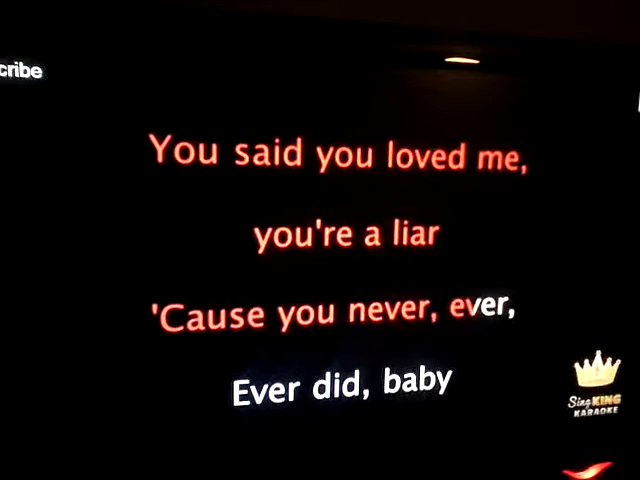 cribe
You said you loved me,
you're a liar
'Cause you never, ever,
Ever did, baby
Sing KING
KARAOKE